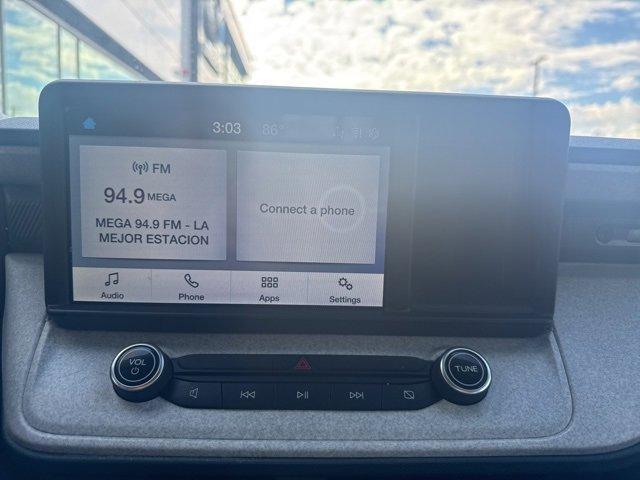 3:03 86°
FM
94.9 MEGA
MEGA 94.9 FM - LA
MEJOR ESTACION
Connect a phone
Audio Phone Apps Settings
VOL
TUNE